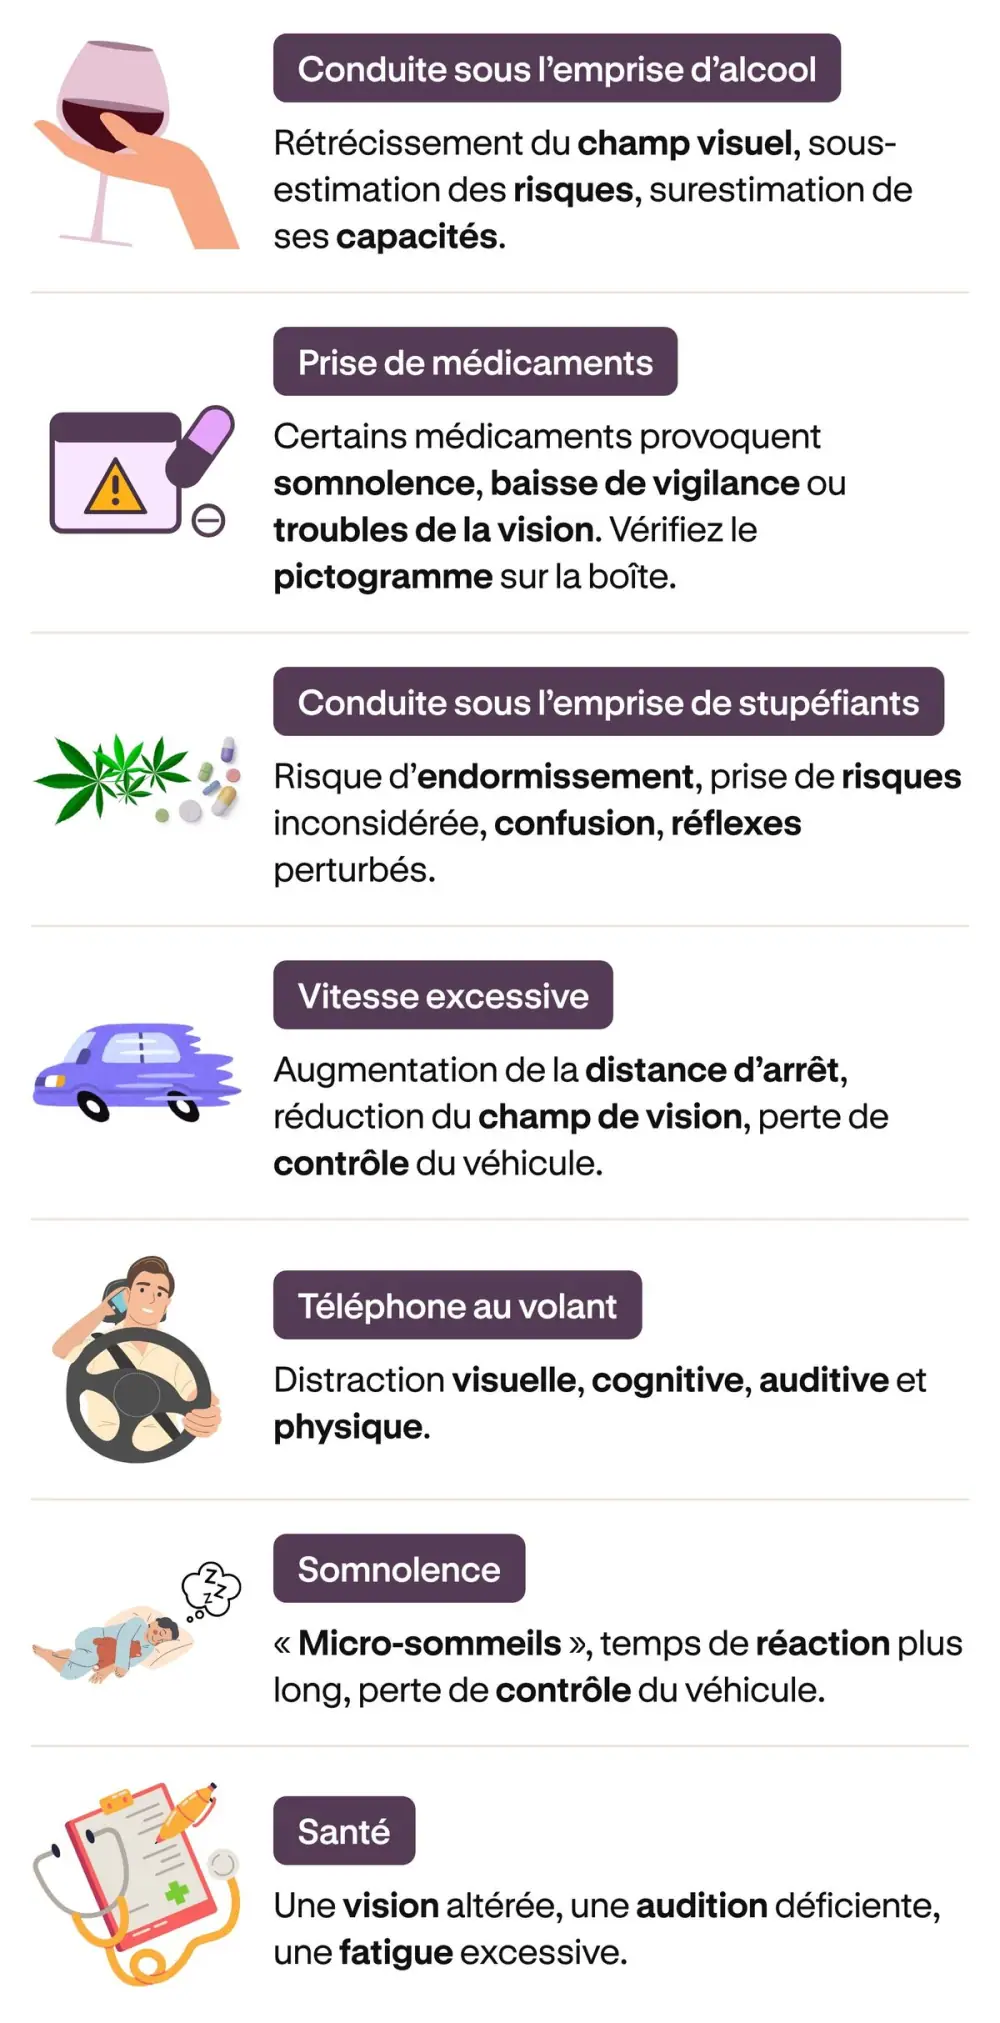 Conduite sous l’emprise d’alcool
Rétrécissement du champ visuel, sous-
estimation des risques, surestimation de
ses capacités.
Prise de médicaments
Certains médicaments provoquent
somnolence, baisse de vigilance ou
troubles de la vision. Vérifiez le
pictogramme sur la boîte.
Conduite sous l’emprise de stupéfiants
Risque d’endormissement, prise de risques
inconsidérée, confusion, réflexes
perturbés.
Vitesse excessive
Augmentation de la distance d’arrêt,
réduction du champ de vision, perte de
contrôle du véhicule.
Téléphone au volant
Distraction visuelle, cognitive, auditive et
physique.
Somnolence
Z
Z
Z
« Micro-sommeils », temps de réaction plus
long, perte de contrôle du véhicule.
Santé
Une vision altérée, une audition déficiente,
une fatigue excessive.